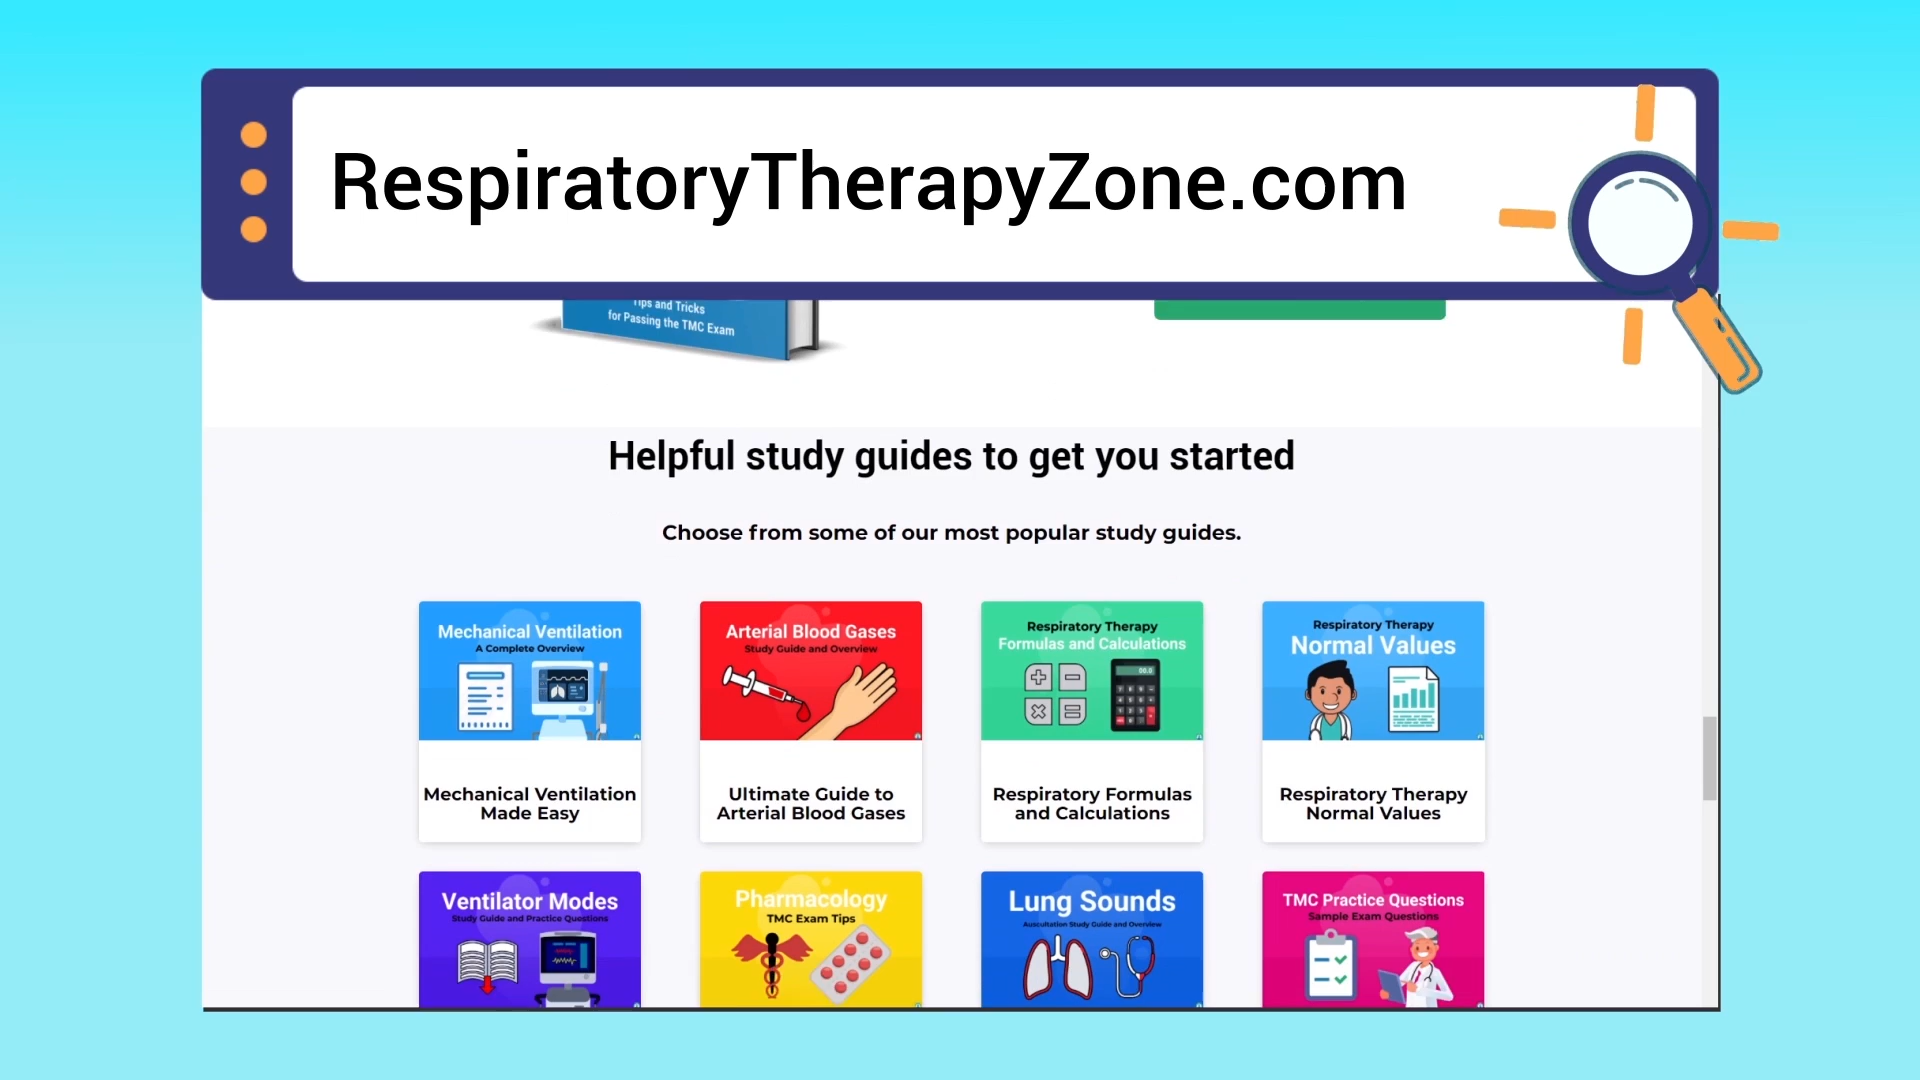 RespiratoryTherapyZone.com
Tips and Tricks
for Passing the TMC Exam
Helpful study guides to get you started
Choose from some of our most popular study guides.
Mechanical Ventilation
A Complete Overview
Arterial Blood Gases
Study Guide and Overview
Respiratory Therapy
Formulas and Calculations
00.0
Respiratory Therapy
Normal Values
Mechanical Ventilation
Made Easy
Ultimate Guide to
Arterial Blood Gases
Respiratory Formulas
and Calculations
Respiratory Therapy
Normal Values
Ventilator Modes
Study Guide and Practice Questions
Pharmacology
TMC Exam Tips
Lung Sounds
Auscultation Study Guide and Overview
TMC Practice Questions
Sample Exam Questions